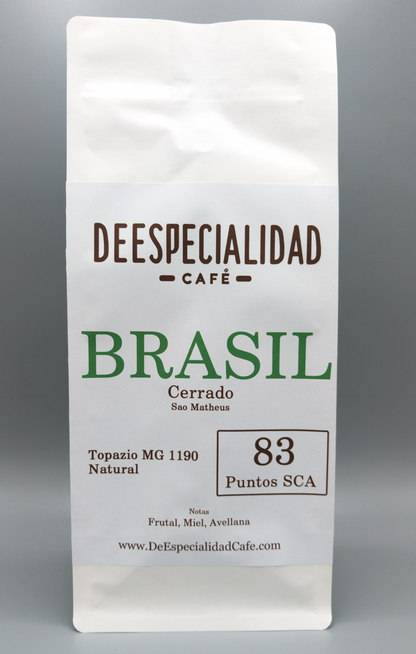 DEESPECIALIDAD
CAFÉ
BRASIL
Cerrado
Sao Matheus
Topazio MG 1190
Natural
83
Puntos SCA
Notas
Frutal, Miel, Avellana
www.DeEspecialidadCafe.com